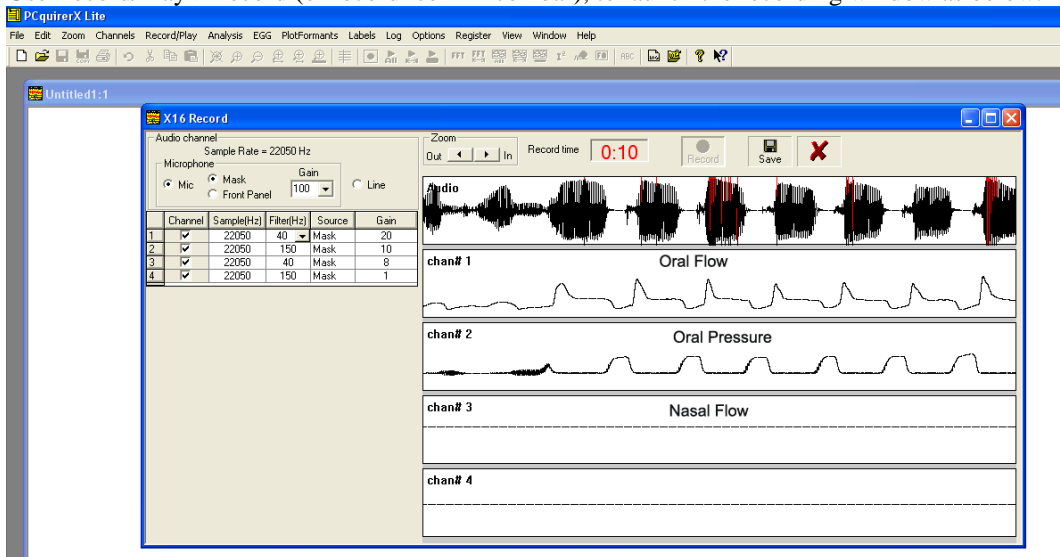 PCquirerX Lite
File Edit Zoom Channels Record/Play Analysis EGG PlotFormants Labels Log Options Register View Window Help
Untitled1:1
X16 Record
Audio channel
Sample Rate = 22050 Hz
Microphone
Mic
Mask
Front Panel
Gain
100
Line
Channel Sample(Hz) Filter(Hz) Source Gain
1 22050 40 Mask 20
2 22050 150 Mask 10
3 22050 40 Mask 8
4 22050 150 Mask 1
Zoom
Out In
Record time 0:10
Record
Save
Audio
chan# 1 Oral Flow
chan# 2 Oral Pressure
chan# 3 Nasal Flow
chan# 4